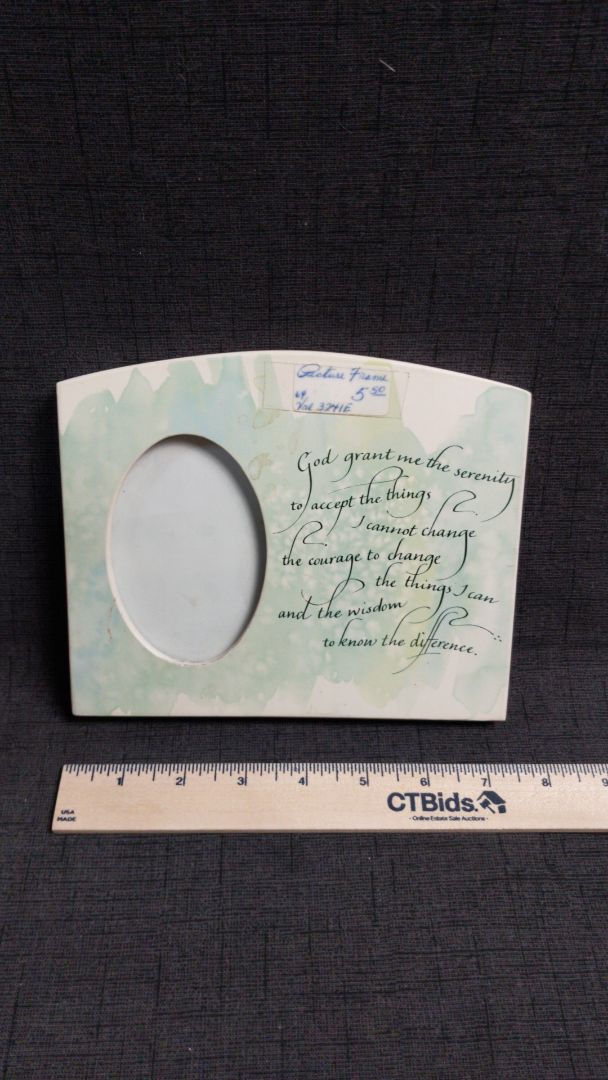 Picture Frame
5 50
God grant me the serenity
to accept the things
I cannot change
the courage to change
the things I can
and the wisdom
to know the difference.
1 2 3 4 5 6 7 8 9
CTBids.
- Online Estate Sale Auctions -
USA
MADE